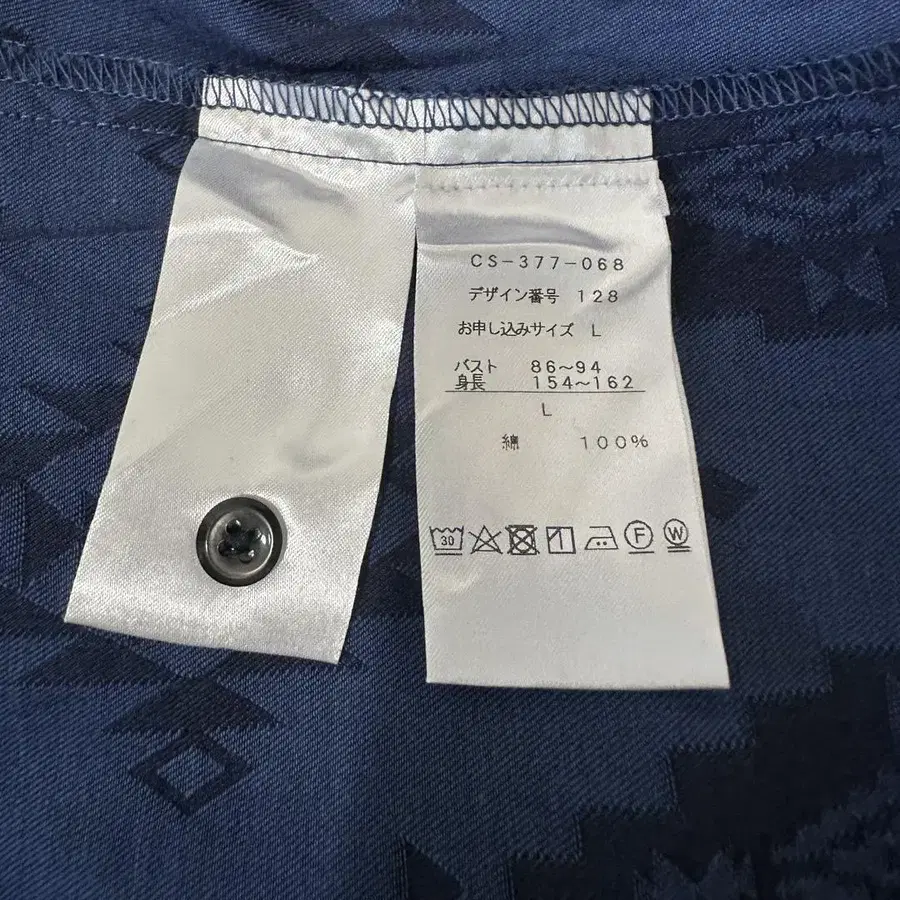 CS-377-068
デザイン番号 128
お申し込みサイズ L
バスト 86~94
身長 154~162
L
綿 100%
30
F
W